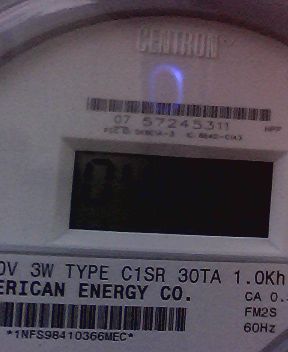 CENTRON
07 57245311
0V 3W TYPE C1SR 30TA 1.0Kh
ERICAN ENERGY CO.
CA 0.
FM2S
60Hz
*1NFS98410366MEC*